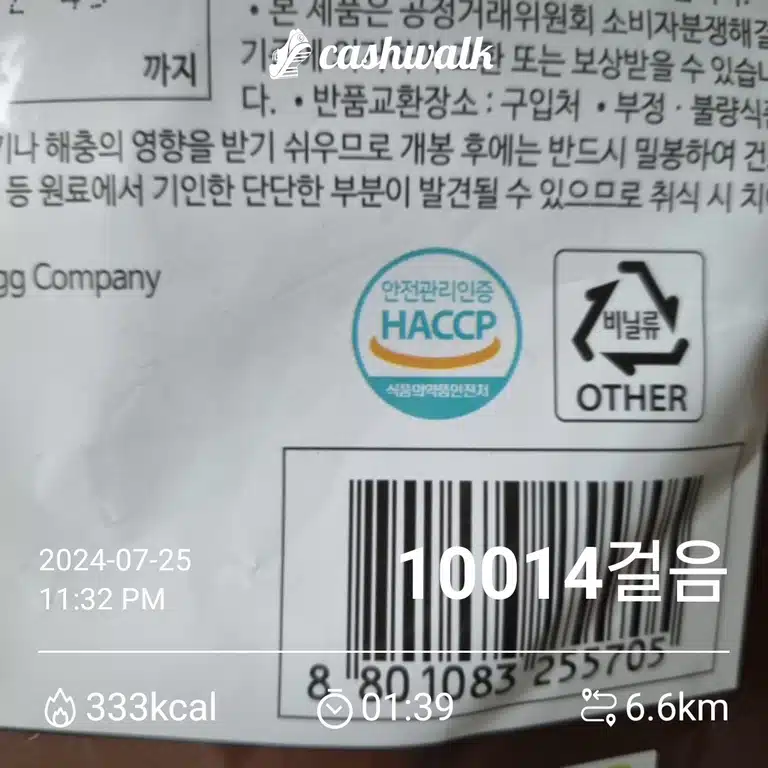 까지
• 본 제품은 공정거래위원회 소비자분쟁해결
cashwalk
또는 보상받을 수 있습니
다. • 반품교환장소 : 구입처 • 부정 · 불량식품
해충의 영향을 받기 쉬우므로 개봉 후에는 반드시 밀봉하여
등 원료에서 기인한 단단한 부분이 발견될 수 있으므로 취식 시
Company
안전관리인증
HACCP
식품의약품안전처
비닐류
OTHER
2024-07-25
11:32 PM
10014걸음
8 801083 255705
333kcal
01:39
6.6km